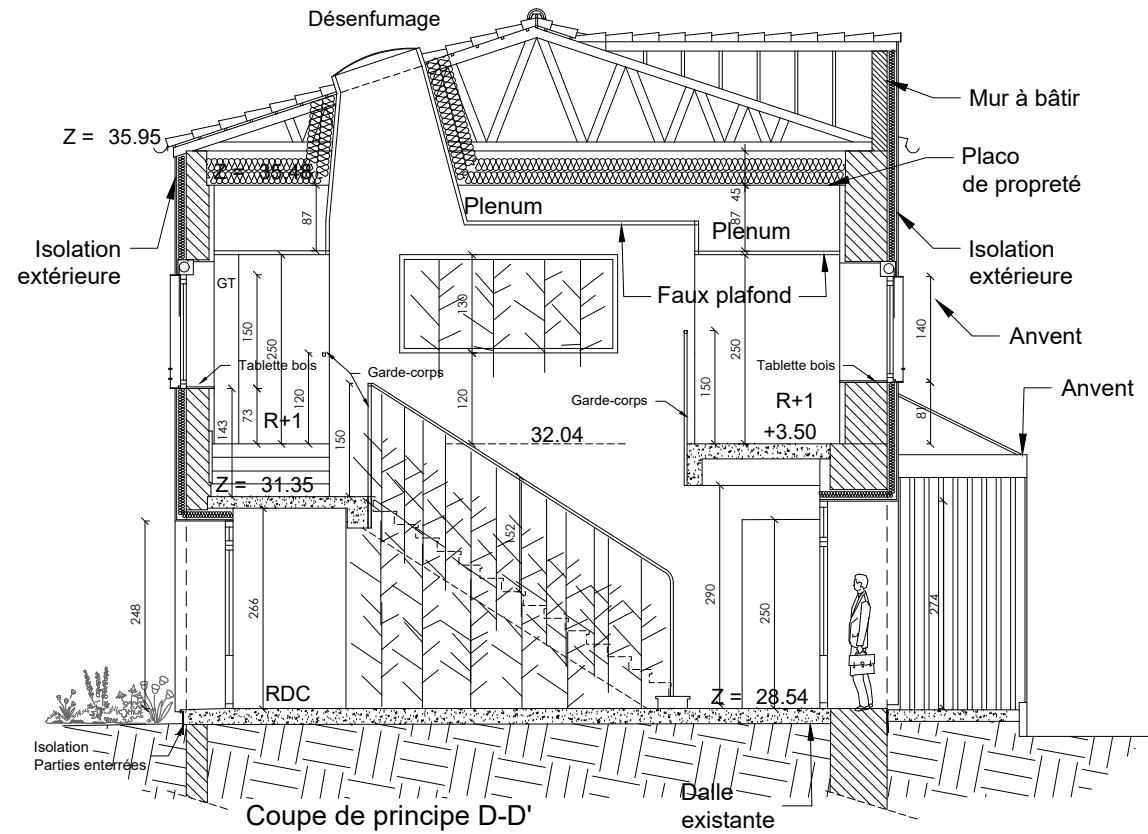 Désenfumage
Mur à bâtir
Z = 35.95
Placo
de propreté
Z = 35.48
45
87
Plenum
87
Plenum
Isolation
extérieure
Isolation
extérieure
GT
Faux plafond
130
150
250
140
Anvent
250
Tablette bois
Garde-corps
Tablette bois
150
Anvent
120
120
Garde-corps
R+1
81
73
143
R+1
+3.50
32.04
150
Z = 31.35
152
248
266
290
250
274
RDC
Z = 28.54
Isolation
Parties enterrées
Dalle
existante
Coupe de principe D-D'